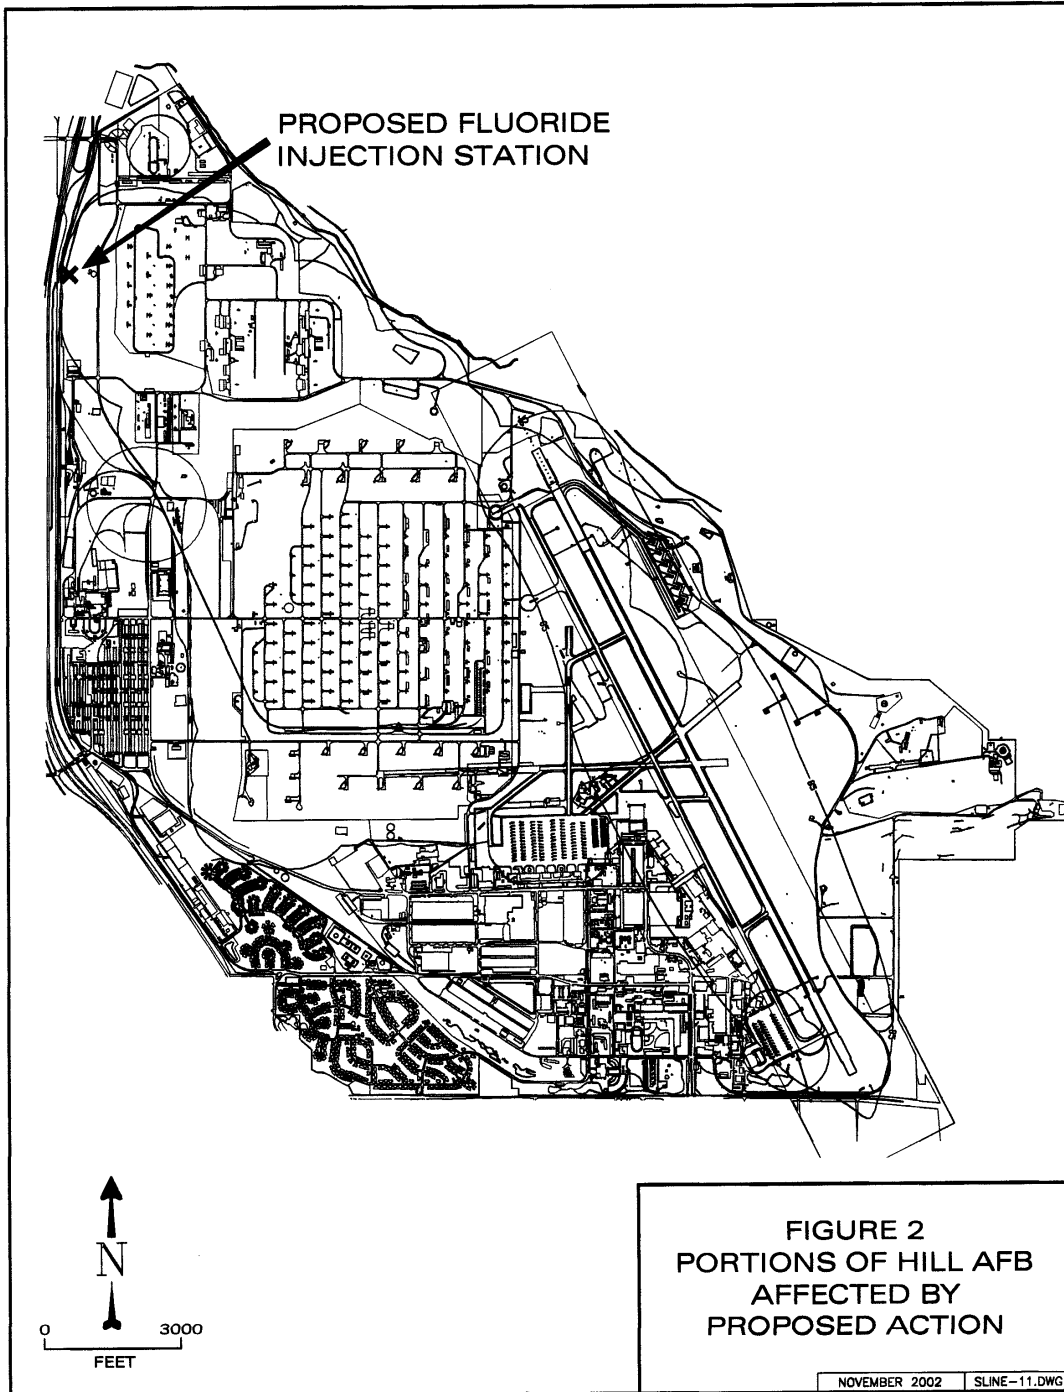 PROPOSED FLUORIDE
INJECTION STATION
N
0 3000
FEET
FIGURE 2
PORTIONS OF HILL AFB
AFFECTED BY
PROPOSED ACTION
NOVEMBER 2002 SLINE-11.DWG